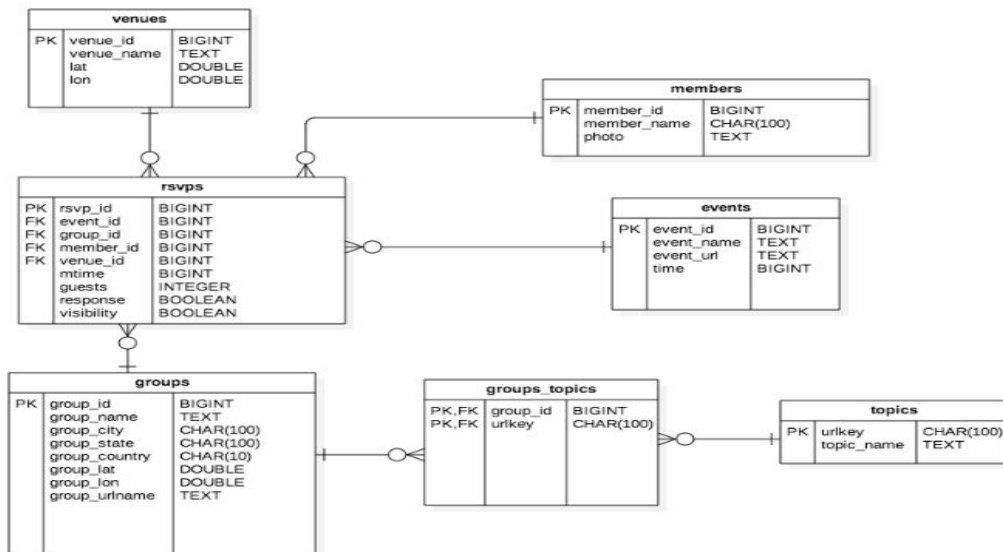 venues
PK venue_id BIGINT
venue_name TEXT
lat DOUBLE
lon DOUBLE
members
PK member_id BIGINT
member_name CHAR(100)
photo TEXT
rsvps
PK rsvp_id BIGINT
FK event_id BIGINT
FK group_id BIGINT
FK member_id BIGINT
FK venue_id BIGINT
mtime BIGINT
guests INTEGER
response BOOLEAN
visibility BOOLEAN
events
PK event_id BIGINT
event_name TEXT
event_url TEXT
time BIGINT
groups
PK group_id BIGINT
group_name TEXT
group_city CHAR(100)
group_state CHAR(100)
group_country CHAR(10)
group_lat DOUBLE
group_lon DOUBLE
group_urlname TEXT
groups_topics
PK,FK group_id BIGINT
PK,FK urlkey CHAR(100)
topics
PK urlkey CHAR(100)
topic_name TEXT